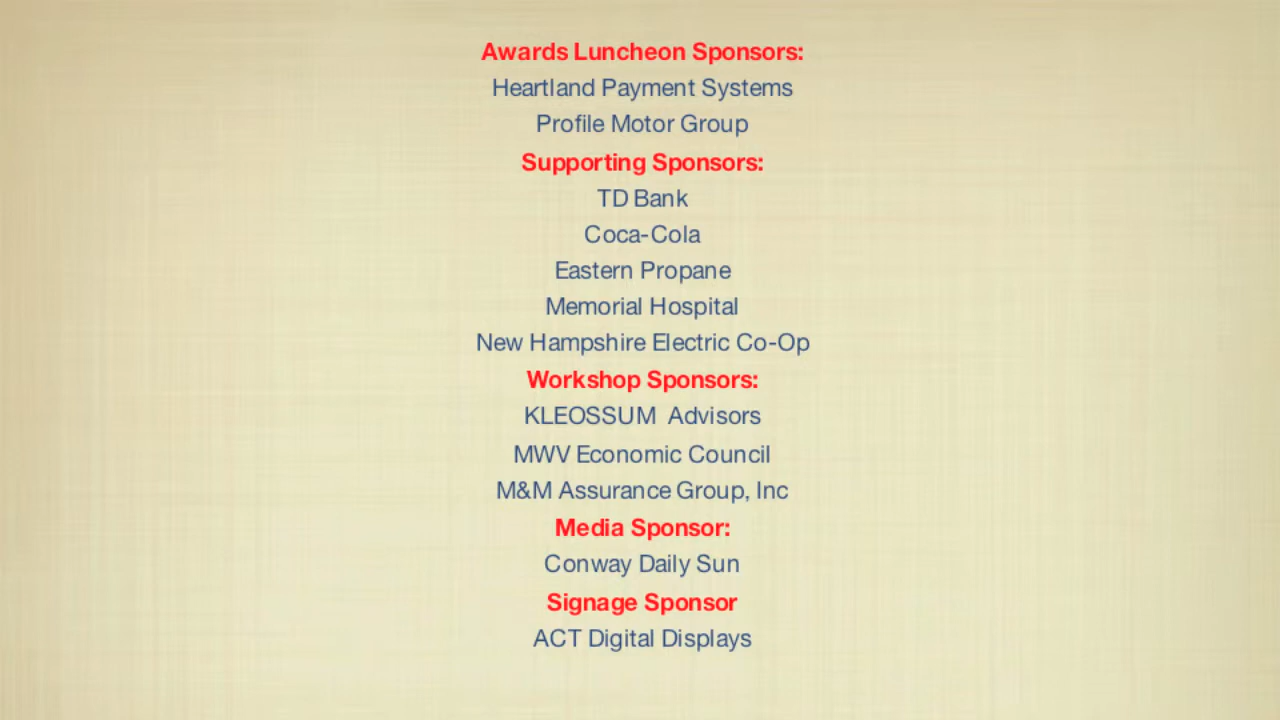 Awards Luncheon Sponsors:
Heartland Payment Systems
Profile Motor Group
Supporting Sponsors:
TD Bank
Coca-Cola
Eastern Propane
Memorial Hospital
New Hampshire Electric Co-Op
Workshop Sponsors:
KLEOSSUM  Advisors
MWV Economic Council
M&M Assurance Group, Inc
Media Sponsor:
Conway Daily Sun
Signage Sponsor
ACT Digital Displays